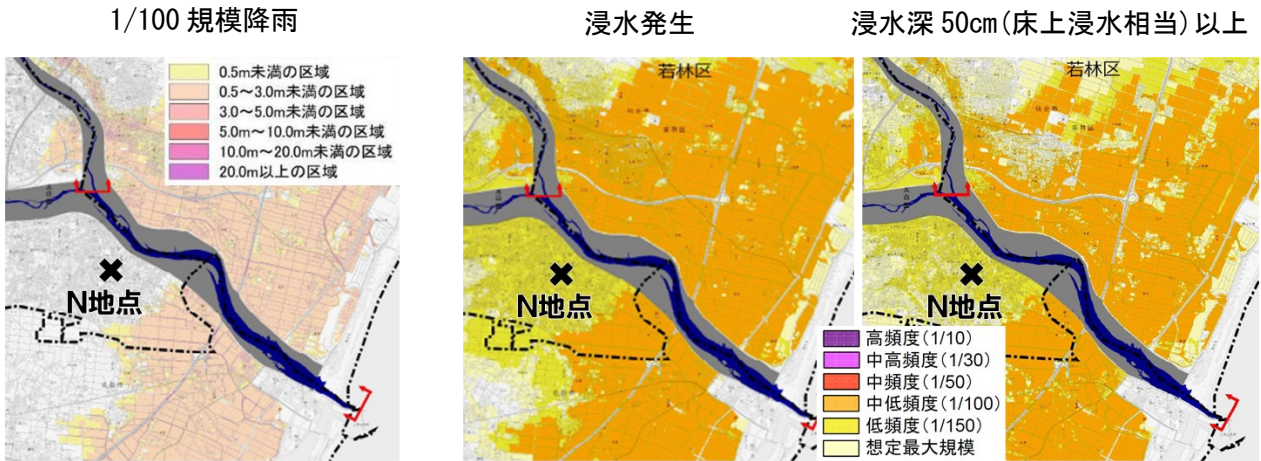 1/100 規模降雨
浸水発生
浸水深 50㎝(床上浸水相当)以上
0.5m未満の区域
0.5～3.0m未満の区域
3.0～5.0m未満の区域
5.0m～10.0m未満の区域
10.0m～20.0m未満の区域
20.0m以上の区域
N地点
若林区
N地点
若林区
N地点
高頻度(1/10)
中高頻度(1/30)
中頻度(1/50)
中低頻度(1/100)
低頻度(1/150)
想定最大規模